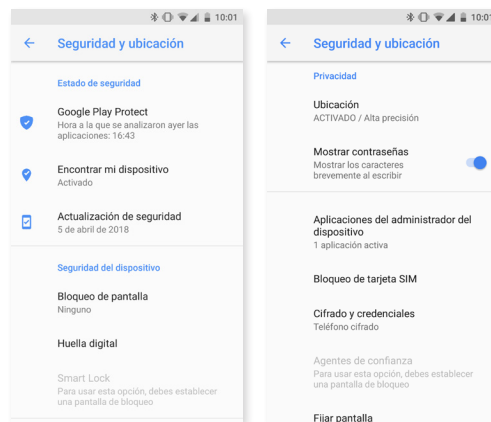 10:01
Seguridad y ubicación
Estado de seguridad
Google Play Protect
Hora a la que se analizaron ayer las
aplicaciones: 16:43
Encontrar mi dispositivo
Activado
Actualización de seguridad
5 de abril de 2018
Seguridad del dispositivo
Bloqueo de pantalla
Ninguno
Huella digital
Smart Lock
Para usar esta opción, debes establecer
una pantalla de bloqueo
10:01
Seguridad y ubicación
Privacidad
Ubicación
ACTIVADO / Alta precisión
Mostrar contraseñas
Mostrar los caracteres
brevemente al escribir
Aplicaciones del administrador del
dispositivo
1 aplicación activa
Bloqueo de tarjeta SIM
Cifrado y credenciales
Teléfono cifrado
Agentes de confianza
Para usar esta opción, debes establecer
una pantalla de bloqueo
Fijar pantalla